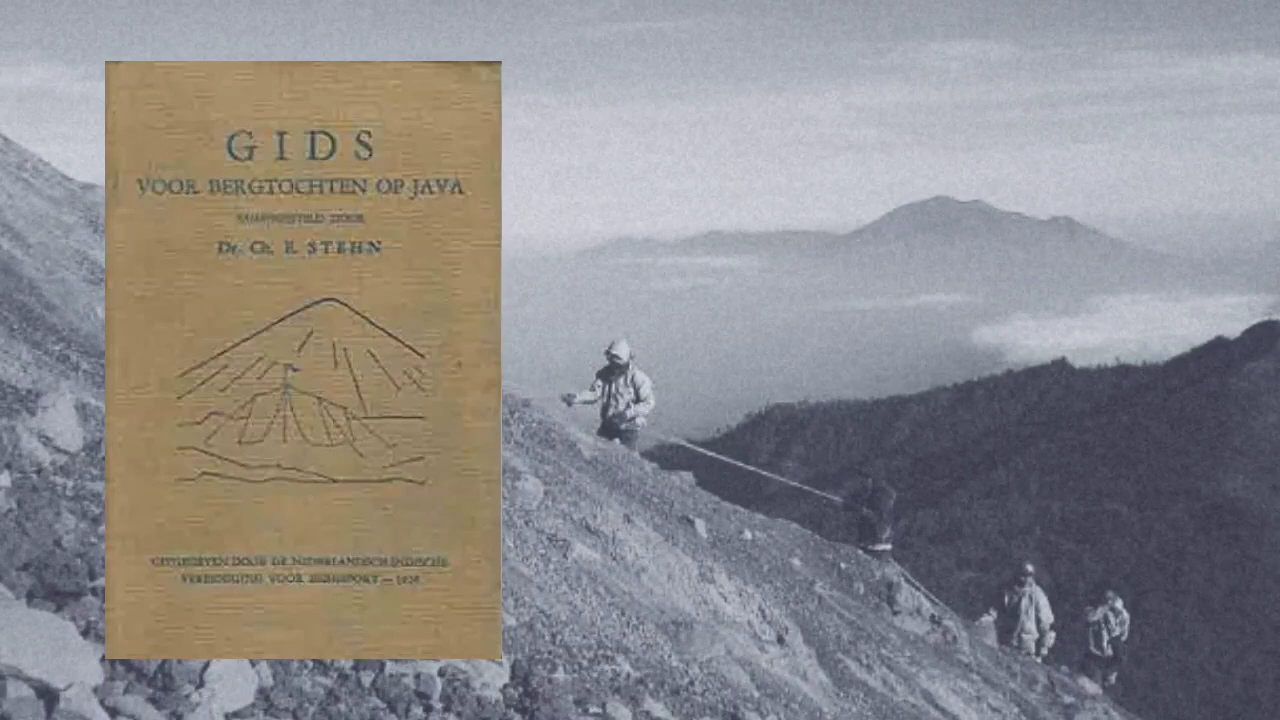 GIDS
VOOR BERGTOCHTEN OP JAVA
SAMENGESTELD DOOR
Dr. Ch. E. STEHN
UITGEGEVEN DOOR DE NEDERLANDSCH INDISCHE
VEREENIGING VOOR BERGSPORT —